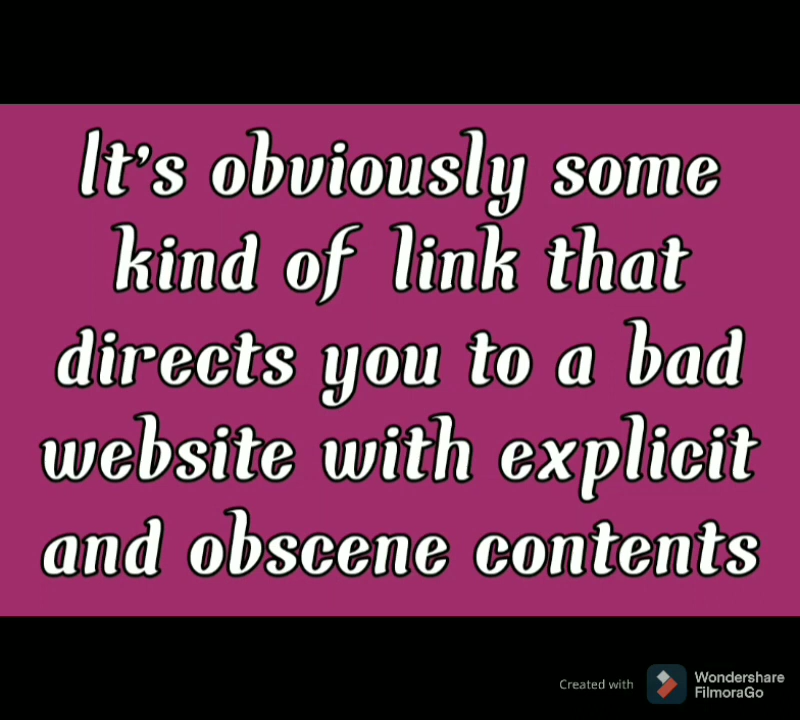 It's obviously some
kind of link that
directs you to a bad
website with explicit
and obscene contents
Created with
Wondershare
FilmoraGo